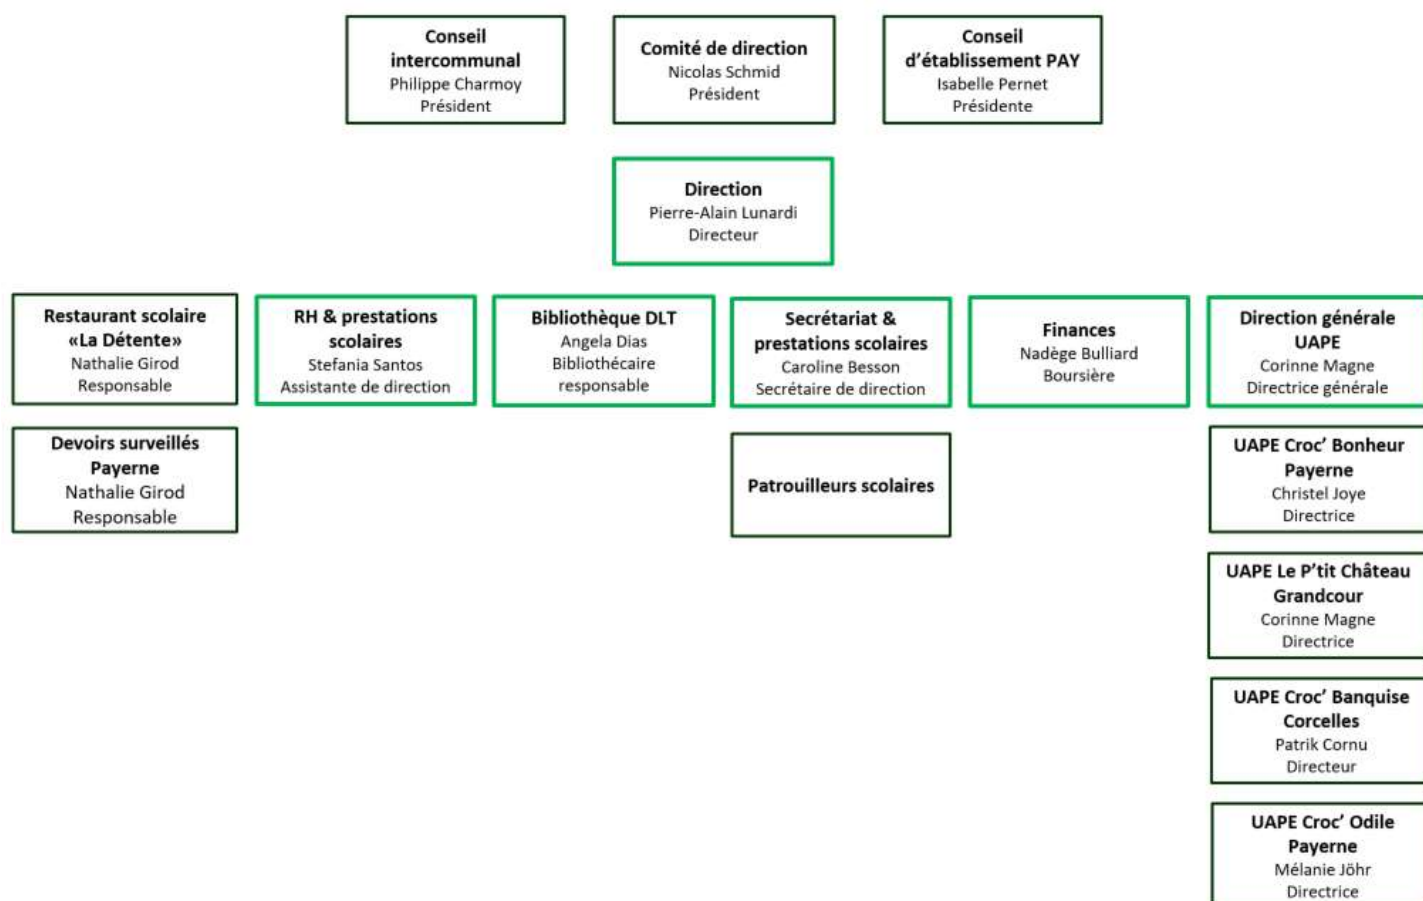 Conseil
intercommunal
Philippe Charmoy
Président
Comité de direction
Nicolas Schmid
Président
Conseil
d'établissement PAY
Isabelle Pernet
Présidente
Direction
Pierre-Alain Lunardi
Directeur
Restaurant scolaire
«La Détente»
Nathalie Girod
Responsable
RH & prestations
scolaires
Stefania Santos
Assistante de direction
Bibliothèque DLT
Angela Dias
Bibliothécaire
responsable
Secrétariat &
prestations scolaires
Caroline Besson
Secrétaire de direction
Finances
Nadège Bulliard
Boursière
Direction générale
UAPE
Corinne Magne
Directrice générale
Devoirs surveillés
Payerne
Nathalie Girod
Responsable
Patrouilleurs scolaires
UAPE Croc' Bonheur
Payerne
Christel Joye
Directrice
UAPE Le P'tit Château
Grandcour
Corinne Magne
Directrice
UAPE Croc' Banquise
Corcelles
Patrik Cornu
Directeur
UAPE Croc' Odile
Payerne
Mélanie Jöhr
Directrice